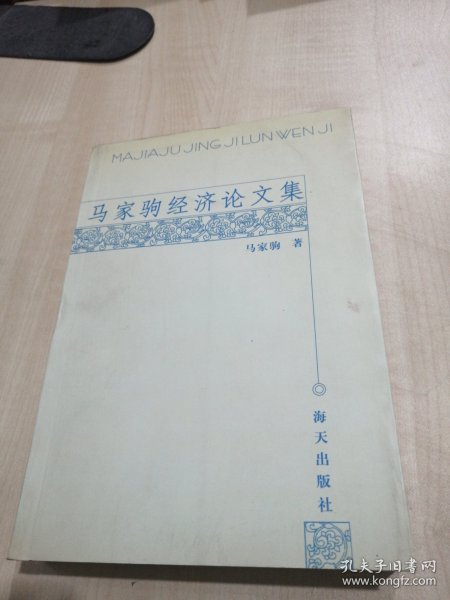 MAJIAJU JINGJI LUNWENJI
马家驹经济论文集
马家驹 著
海天出版社
孔夫子旧书网
www.kongfz.com